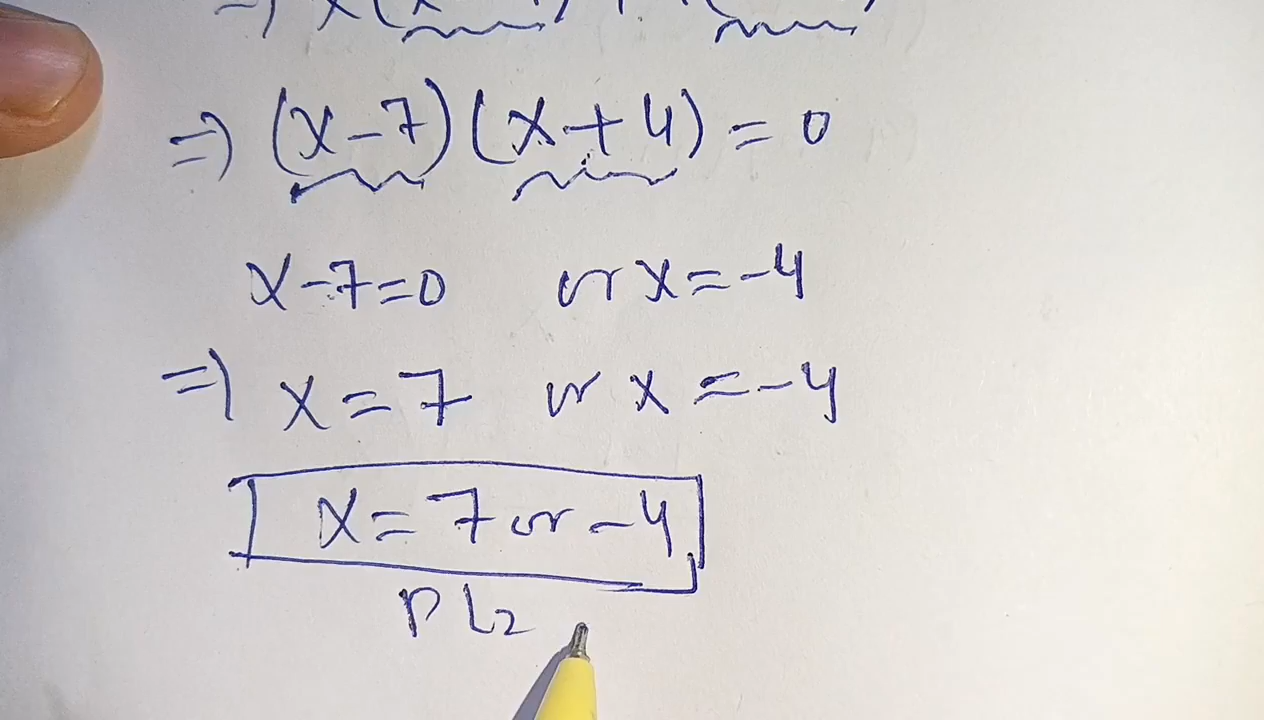 ⇒ (x-7)(x+4) = 0
x-7=0 or x=-4
⇒ x=7 or x=-4
x=7 or -4